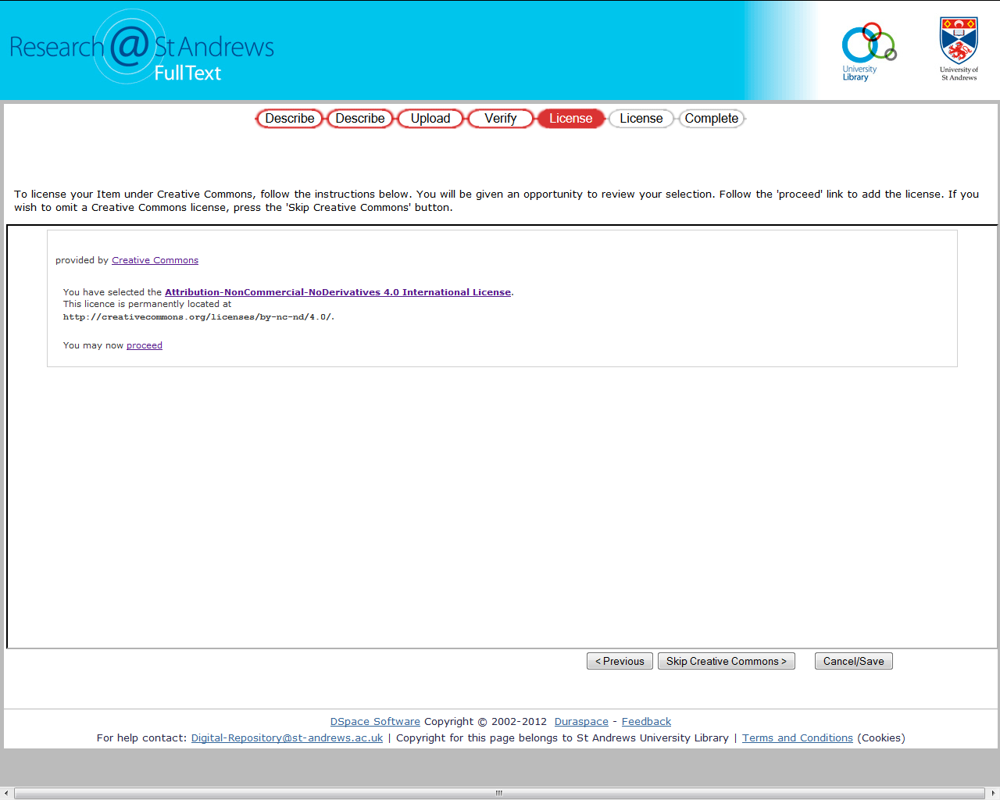 Research @ St Andrews
FullText
University
Library
University of
St Andrews
Describe Describe Upload Verify License License Complete
To license your Item under Creative Commons, follow the instructions below. You will be given an opportunity to review your selection. Follow the 'proceed' link to add the license. If you
wish to omit a Creative Commons license, press the 'Skip Creative Commons' button.
provided by Creative Commons
You have selected the Attribution-NonCommercial-NoDerivatives 4.0 International License.
This licence is permanently located at
http://creativecommons.org/licenses/by-nc-nd/4.0/.
You may now proceed
< Previous Skip Creative Commons > Cancel/Save
DSpace Software Copyright © 2002-2012 Duraspace - Feedback
For help contact: Digital-Repository@st-andrews.ac.uk | Copyright for this page belongs to St Andrews University Library | Terms and Conditions (Cookies)